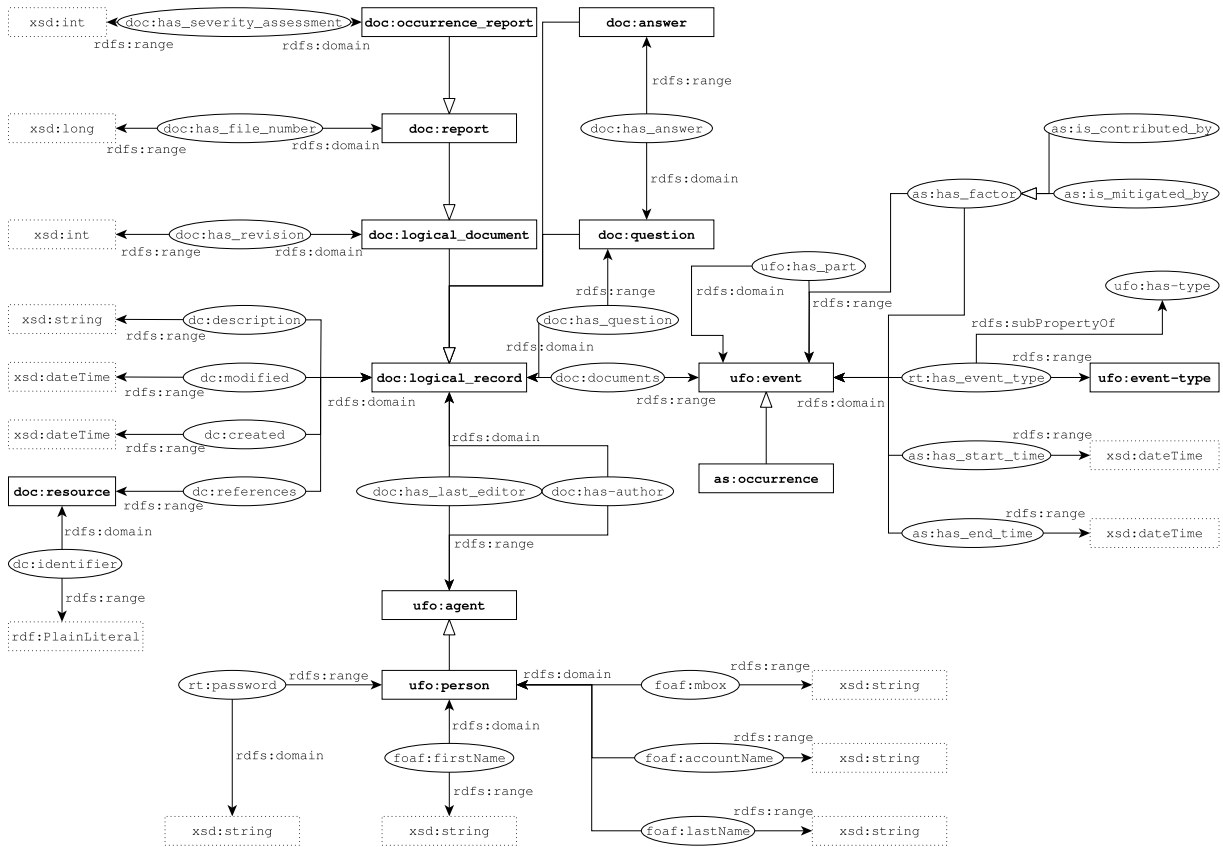 xsd:int
doc:has_severity_assessment
doc:occurrence_report
doc:answer
rdfs:range
rdfs:domain
rdfs:range
xsd:long
doc:has_file_number
doc:report
doc:has_answer
as:is_contributed_by
rdfs:range
rdfs:domain
rdfs:domain
as:has_factor
as:is_mitigated_by
xsd:int
doc:has_revision
doc:logical_document
doc:question
rdfs:range
rdfs:domain
ufo:has_part
rdfs:domain
rdfs:range
rdfs:range
ufo:has-type
xsd:string
dc:description
doc:has_question
rdfs:subPropertyOf
rdfs:range
rdfs:domain
rdfs:range
xsd:dateTime
dc:modified
doc:logical_record
doc:documents
ufo:event
rt:has_event_type
ufo:event-type
rdfs:range
rdfs:domain
rdfs:range
rdfs:domain
xsd:dateTime
dc:created
rdfs:domain
rdfs:range
rdfs:range
as:has_start_time
xsd:dateTime
as:occurrence
doc:resource
dc:references
doc:has_last_editor
doc:has-author
rdfs:range
rdfs:range
rdfs:domain
as:has_end_time
xsd:dateTime
rdfs:range
dc:identifier
rdfs:range
ufo:agent
rdf:PlainLiteral
rdfs:range
rdfs:domain
rdfs:range
rt:password
ufo:person
foaf:mbox
xsd:string
rdfs:domain
rdfs:range
rdfs:domain
foaf:firstName
foaf:accountName
xsd:string
rdfs:range
rdfs:range
xsd:string
xsd:string
foaf:lastName
xsd:string